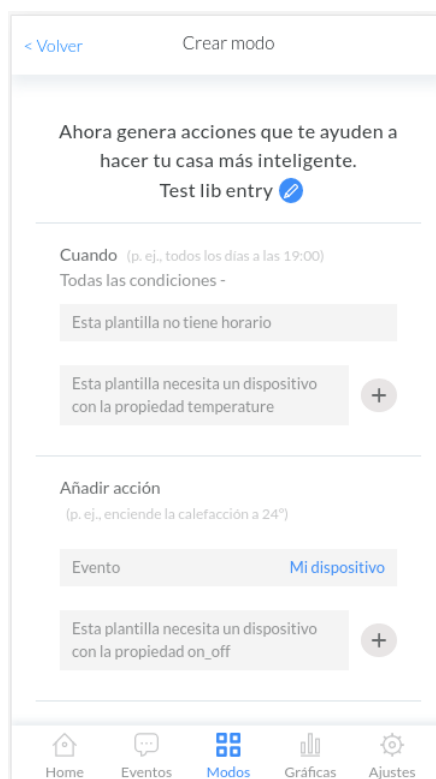 < Volver
Crear modo
Ahora genera acciones que te ayuden a
hacer tu casa más inteligente.
Test lib entry
Cuando (p. ej., todos los días a las 19:00)
Todas las condiciones -
Esta plantilla no tiene horario
Esta plantilla necesita un dispositivo
con la propiedad temperature
+
Añadir acción
(p. ej., enciende la calefacción a 24º)
Evento Mi dispositivo
Esta plantilla necesita un dispositivo
con la propiedad on_off
+
Home Eventos Modos Gráficas Ajustes